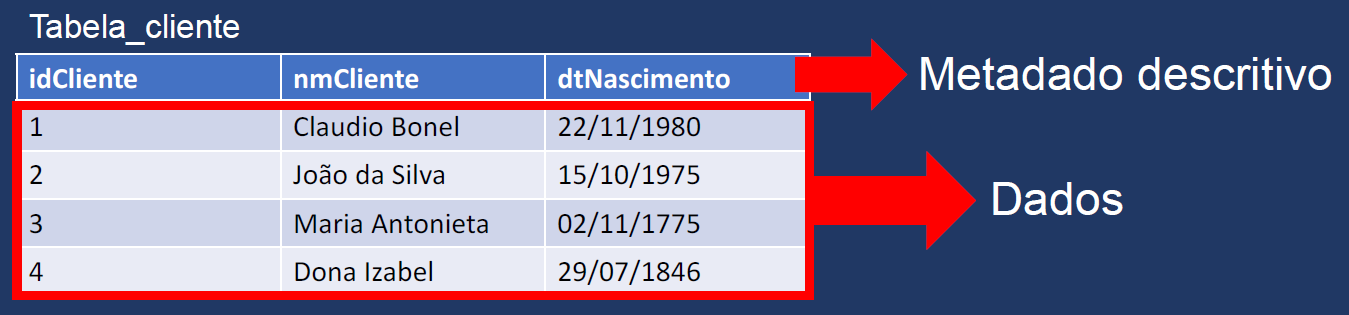 Tabela_cliente
idCliente nmCliente dtNascimento
Metadado descritivo
1 Claudio Bonel 22/11/1980
2 João da Silva 15/10/1975
3 Maria Antonieta 02/11/1775
4 Dona Izabel 29/07/1846
Dados